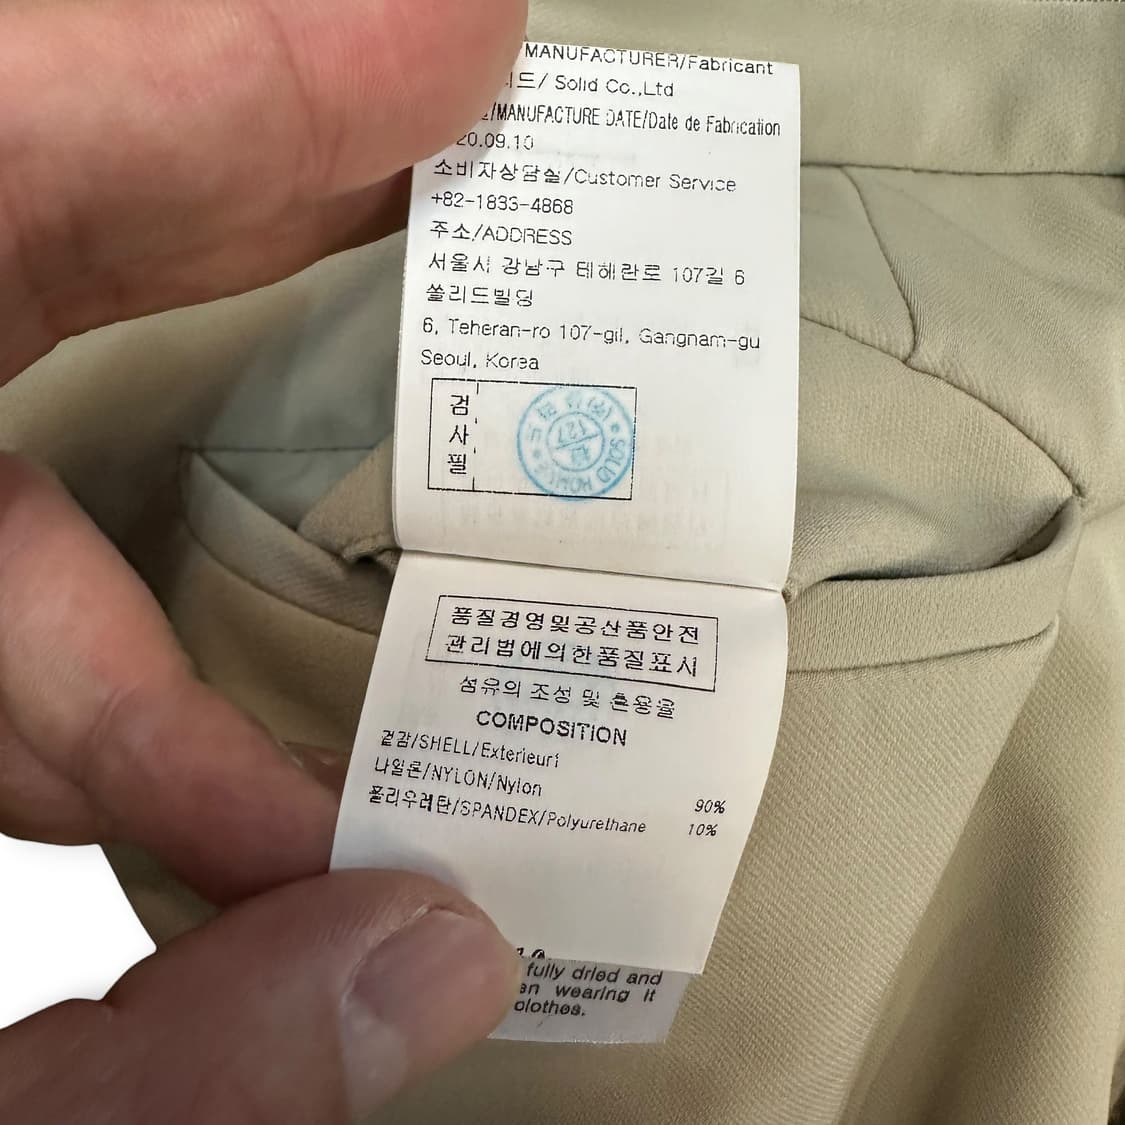 MANUFACTURER/Fabricant
리드/ Solid Co.,Ltd
/MANUFACTURE DATE/Date de Fabrication
20.09.10
소비자상담실/Customer Service
+82-1833-4868
주소/ADDRESS
서울시 강남구 테헤란로 107길 6
쏠리드빌딩
6, Teheran-ro 107-gil, Gangnam-gu
Seoul, Korea
검사필
SOLID HOMME
127
품질경영및공산품안전
관리법에의한품질표시
섬유의 조성 및 혼용율
COMPOSITION
겉감/SHELL/Exterieurf
나일론/NYLON/Nylon 90%
폴리우레탄/SPANDEX/Polyurethane 10%
fully dried and
en wearing it
clothes.